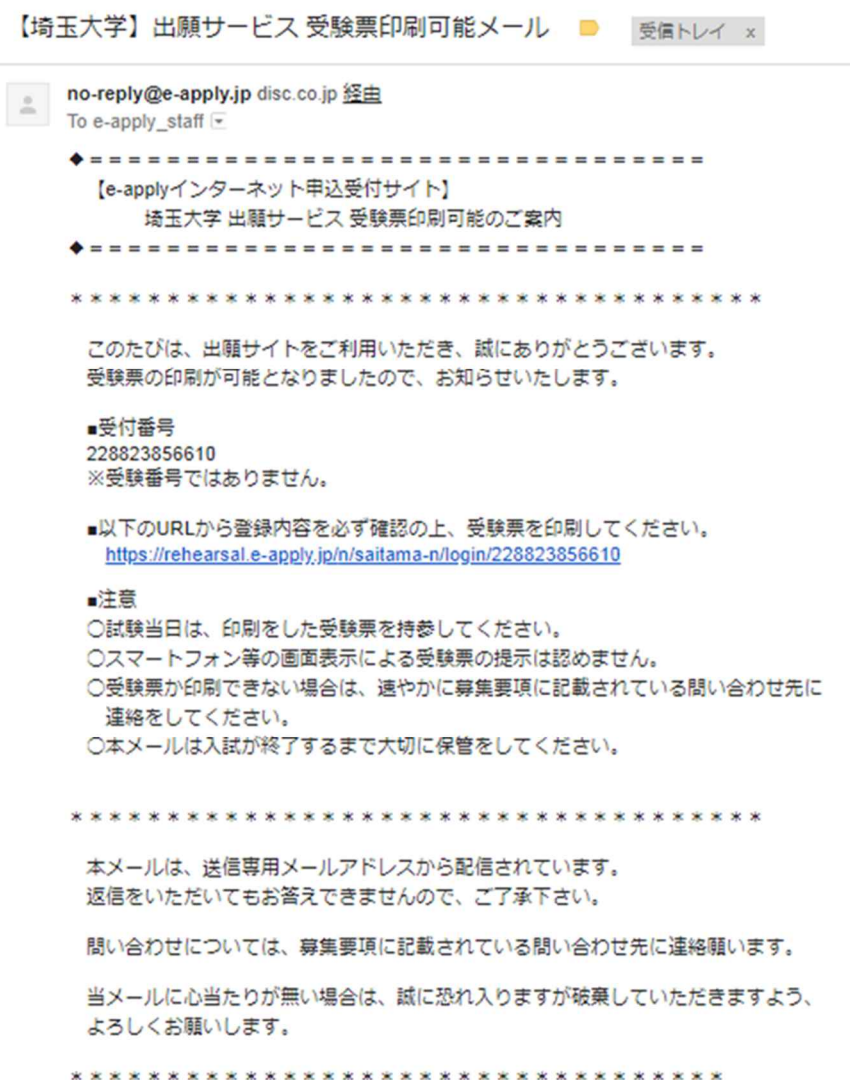 【埼玉大学】出願サービス 受験票印刷可能メール
受信トレイ x
no-reply@e-apply.jp disc.co.jp 経由
To e-apply_staff
◆================================
【e-applyインターネット申込受付サイト】
埼玉大学 出願サービス 受験票印刷可能のご案内
◆================================
************************************
このたびは、出願サイトをご利用いただき、誠にありがとうございます。
受験票の印刷が可能となりましたので、お知らせいたします。
■受付番号
228823856610
※受験番号ではありません。
■以下のURLから登録内容を必ず確認の上、受験票を印刷してください。
https://rehearsal.e-apply.jp/n/saitama-n/login/228823856610
■注意
○試験当日は、印刷をした受験票を持参してください。
○スマートフォン等の画面表示による受験票の提示は認めません。
○受験票が印刷できない場合は、速やかに募集要項に記載されている問い合わせ先に
連絡をしてください。
○本メールは入試が終了するまで大切に保管をしてください。
************************************
本メールは、送信専用メールアドレスから配信されています。
返信をいただいてもお答えできませんので、ご了承下さい。
問い合わせについては、募集要項に記載されている問い合わせ先に連絡願います。
当メールに心当たりが無い場合は、誠に恐れ入りますが破棄していただきますよう、
よろしくお願いします。
**********************************